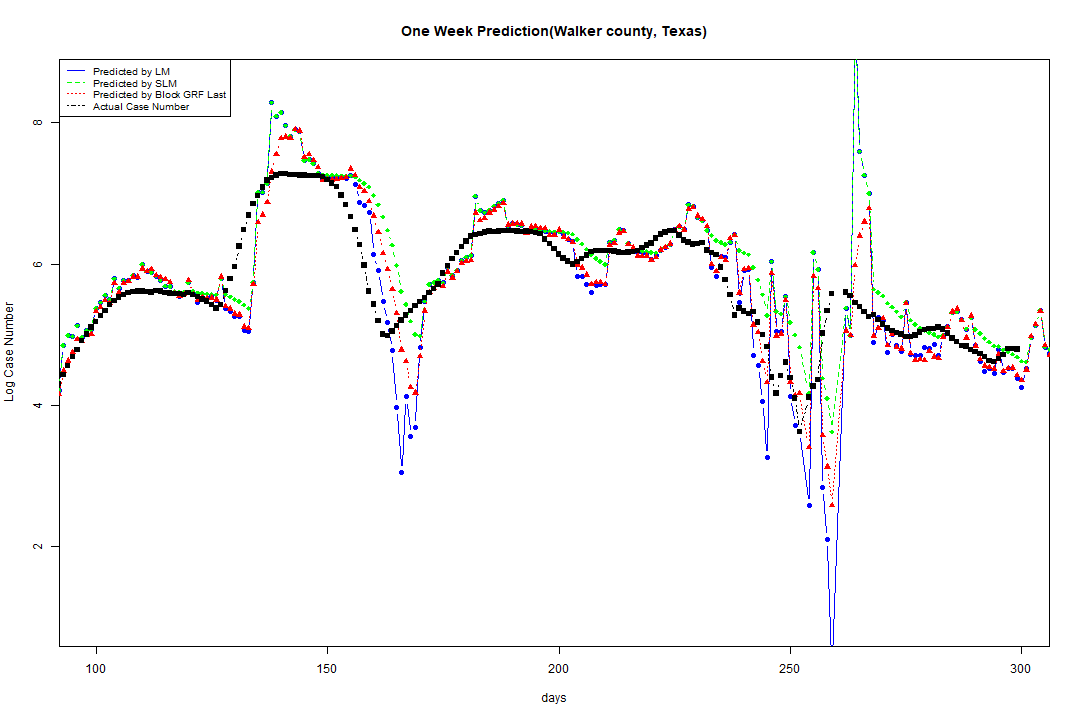 One Week Prediction(Walker county, Texas)
Predicted by LM
Predicted by SLM
Predicted by Block GRF Last
Actual Case Number
8
6
4
2
Log Case Number
100 150 200 250 300
days